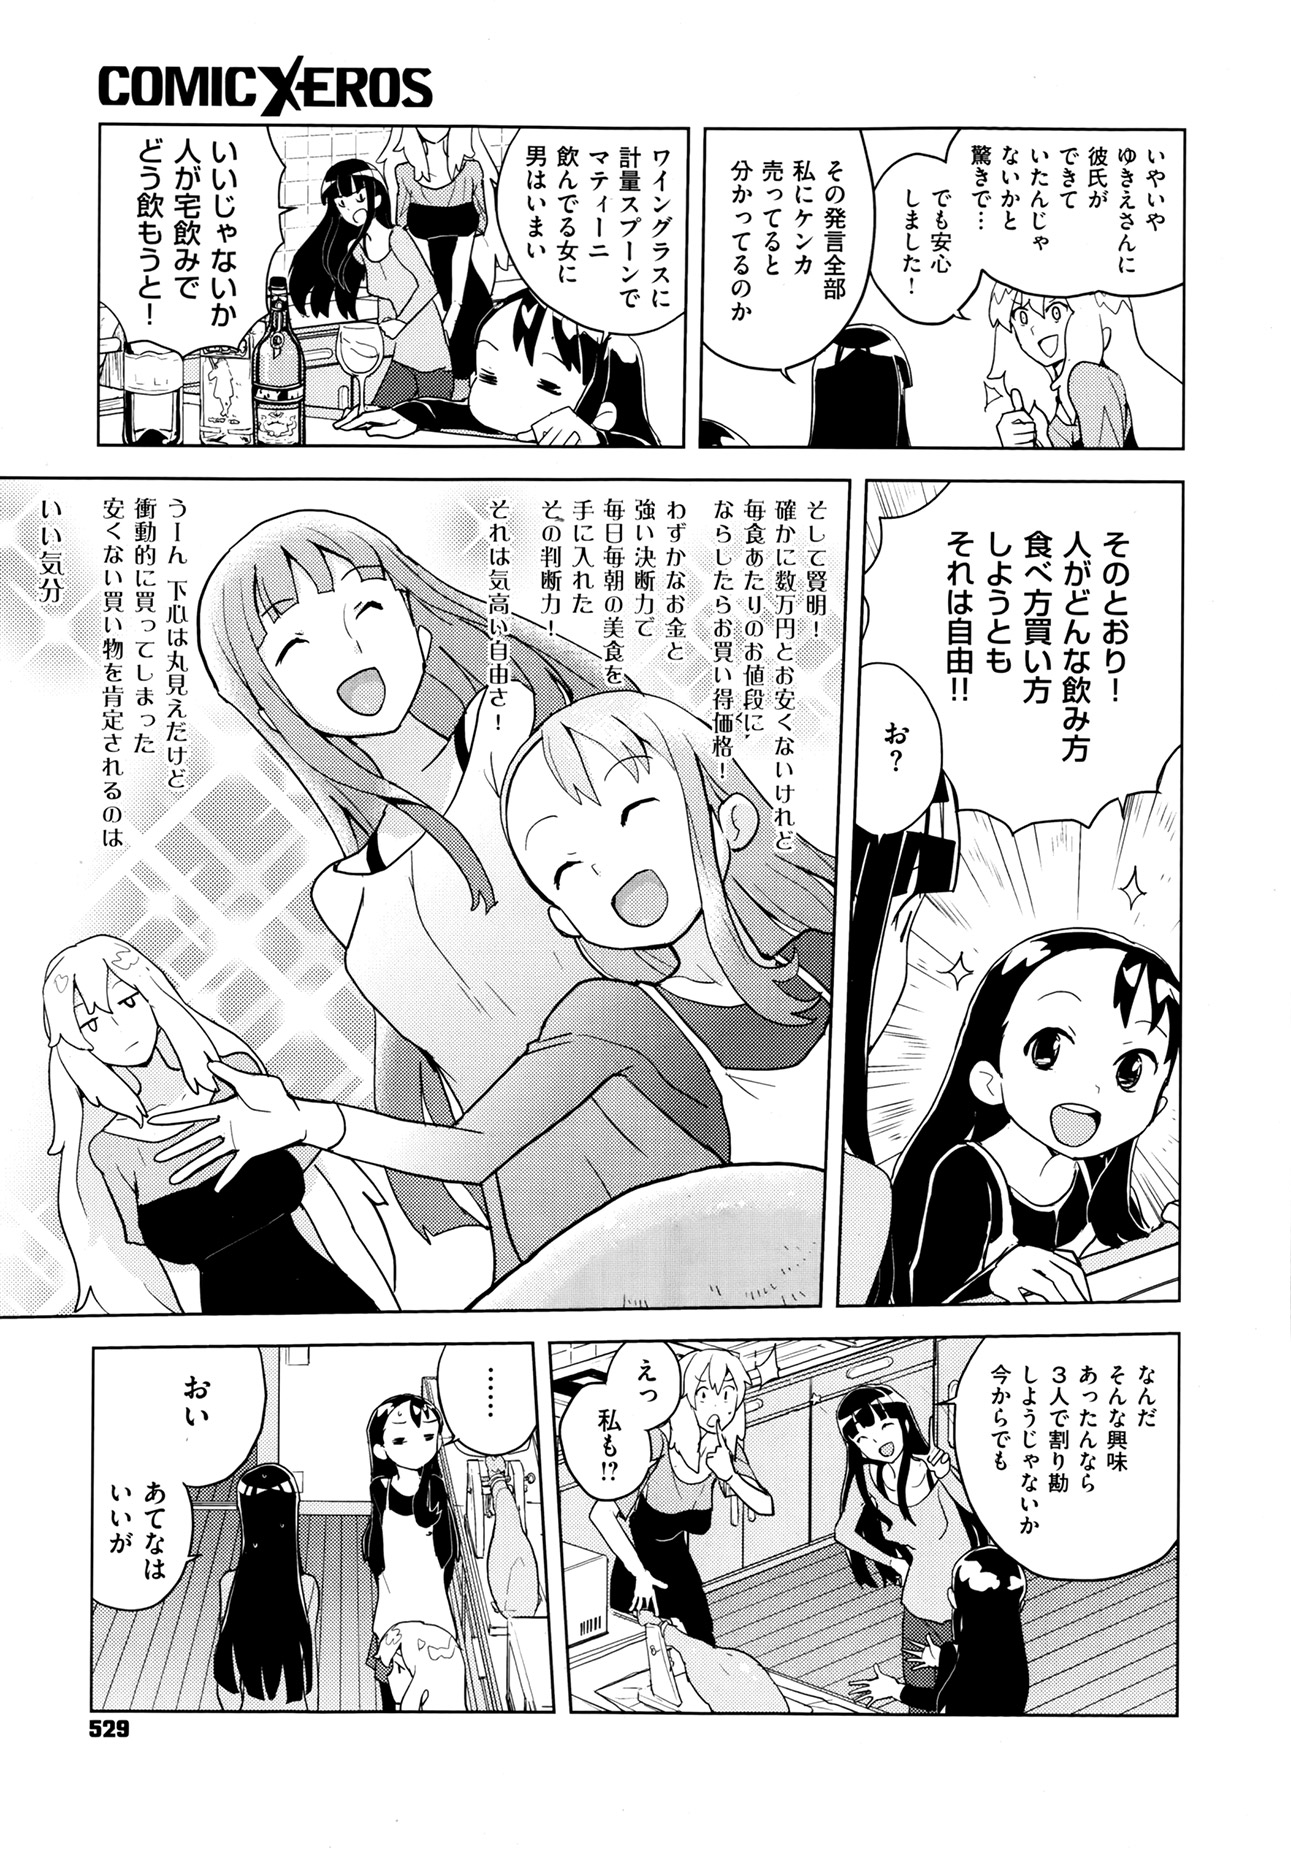 COMIC X-EROS
いやいや
ゆきえさんに
彼氏が
できて
いたんじゃ
ないかと
驚きで…
でも安心
しました！
その発言全部
私にケンカ
売ってると
分かってるのか
ワイングラスに
計量スプーンで
マティーニ
飲んでる女に
男はいまい
いいじゃないか
人が宅飲みで
どう飲もうと！
そのとおり！
人がどんな飲み方
食べ方買い方
しようとも
それは自由!!
お？
そして賢明！
確かに数万円とお安くないけれど
毎食あたりのお値段に
ならしたらお買い得価格！
わずかなお金と
強い決断力で
毎日毎朝の美食を
手に入れた
その判断力！
それは気高い自由さ！
うーん 下心は丸見えだけど
衝動的に買ってしまった
安くない買い物を肯定されるのは
いい気分
なんだ
そんな興味
あったんなら
３人で割り勘
しようじゃないか
今からでも
えっ
私も!?
……
おい
あてなは
いいが
529